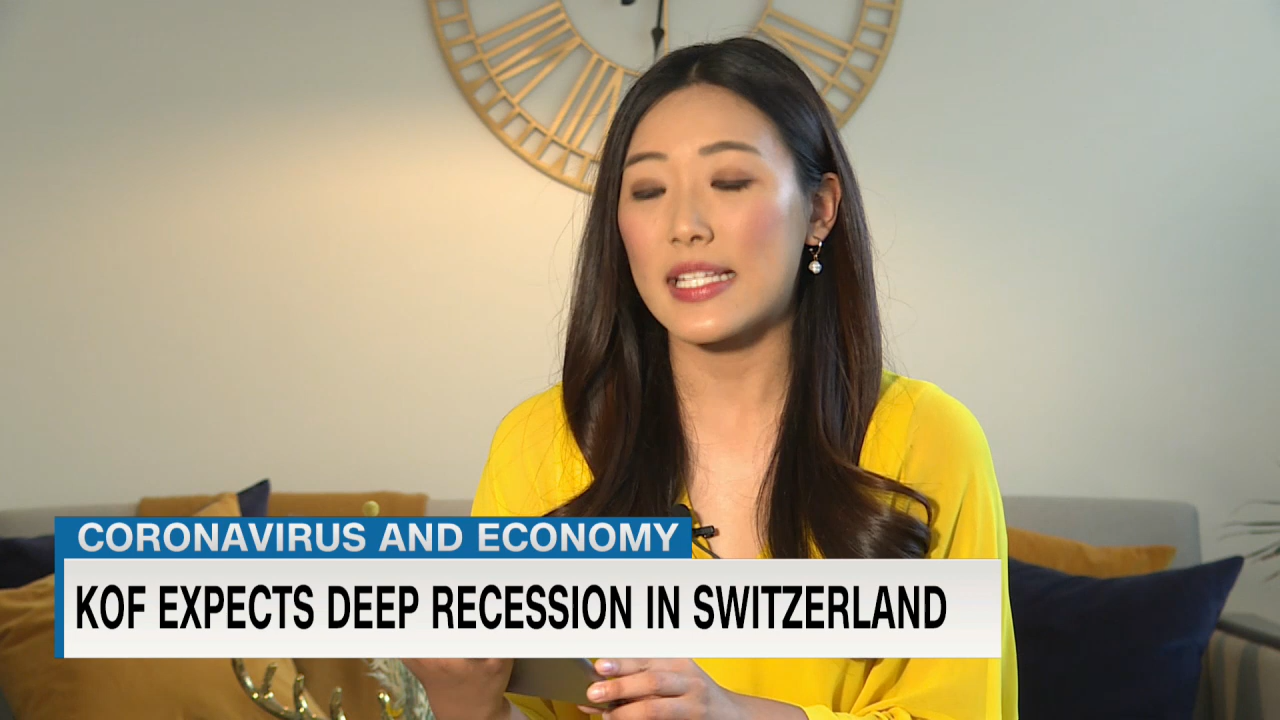 CORONAVIRUS AND ECONOMY
KOF EXPECTS DEEP RECESSION IN SWITZERLAND